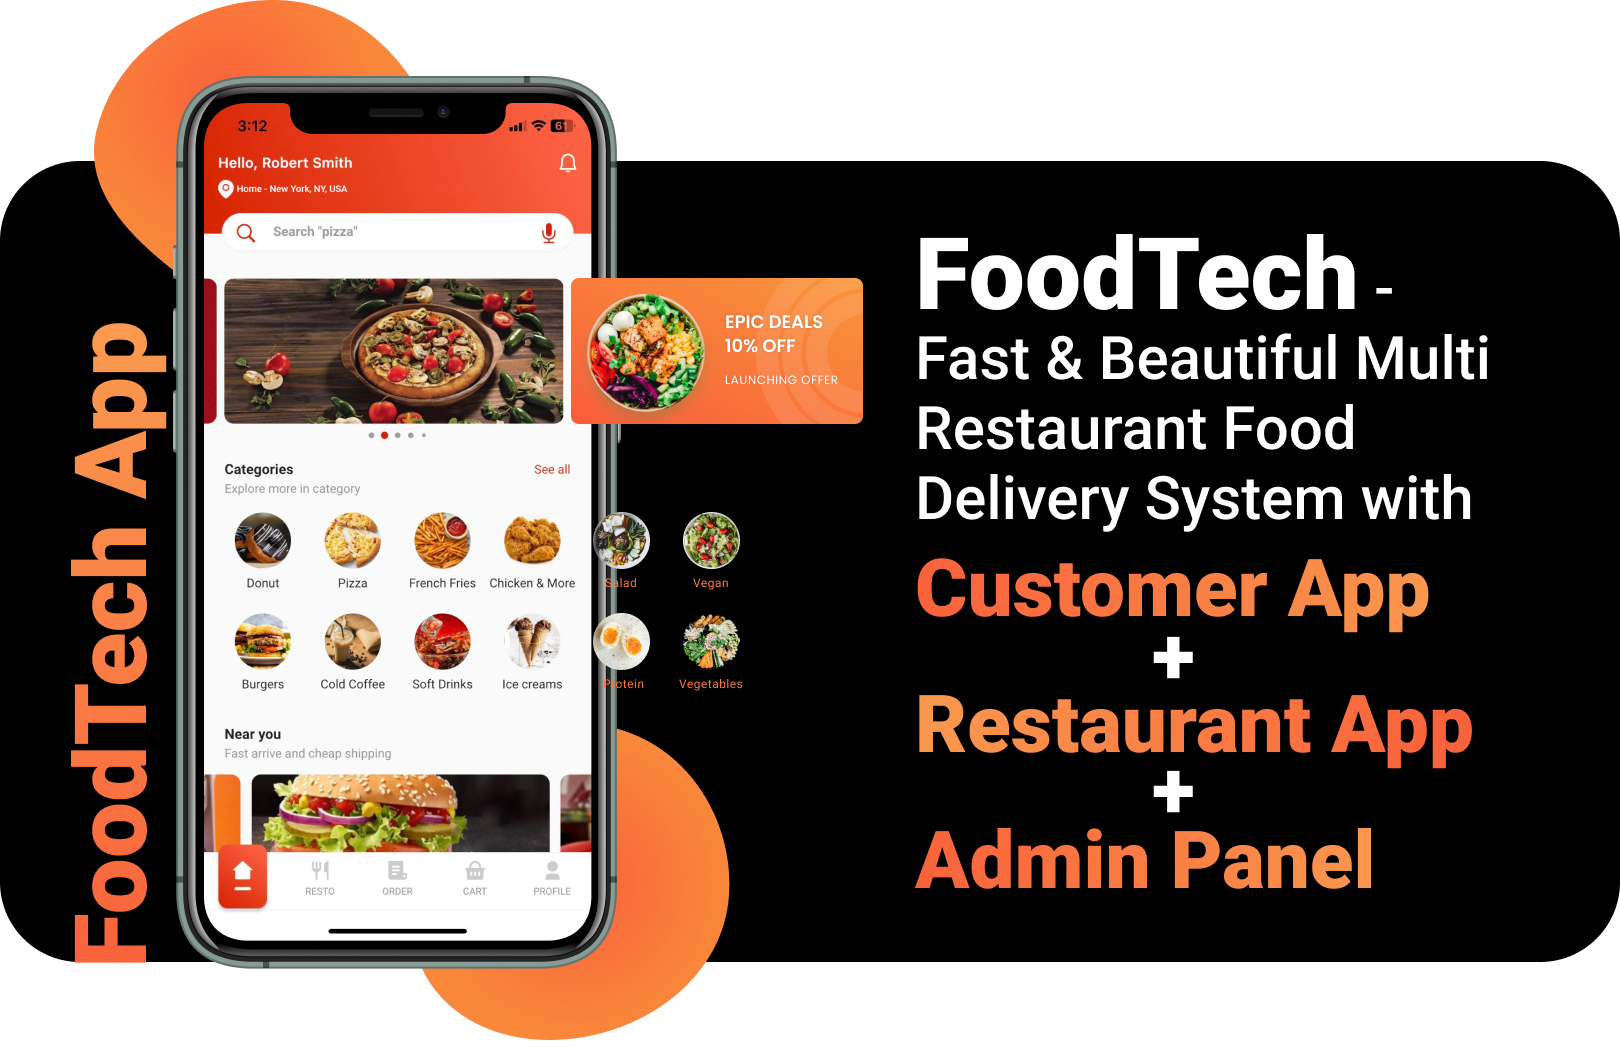 FoodTech App
3:12
61
Hello, Robert Smith
Home - New York, NY, USA
Search "pizza"
EPIC DEALS
10% OFF
LAUNCHING OFFER
Categories
See all
Explore more in category
Donut
Pizza
French Fries
Chicken & More
Salad
Vegan
Burgers
Cold Coffee
Soft Drinks
Ice creams
Protein
Vegetables
Near you
Fast arrive and cheap shipping
RESTO
ORDER
CART
PROFILE
FoodTech -
Fast & Beautiful Multi
Restaurant Food
Delivery System with
Customer App
+
Restaurant App
+
Admin Panel